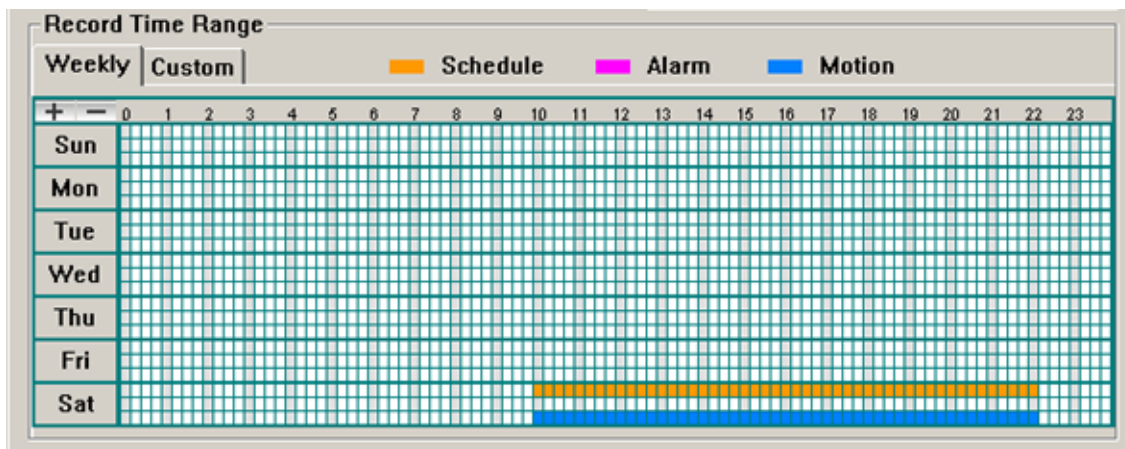 Record Time Range
Weekly Custom Schedule Alarm Motion
+ - 0 1 2 3 4 5 6 7 8 9 10 11 12 13 14 15 16 17 18 19 20 21 22 23
Sun
Mon
Tue
Wed
Thu
Fri
Sat